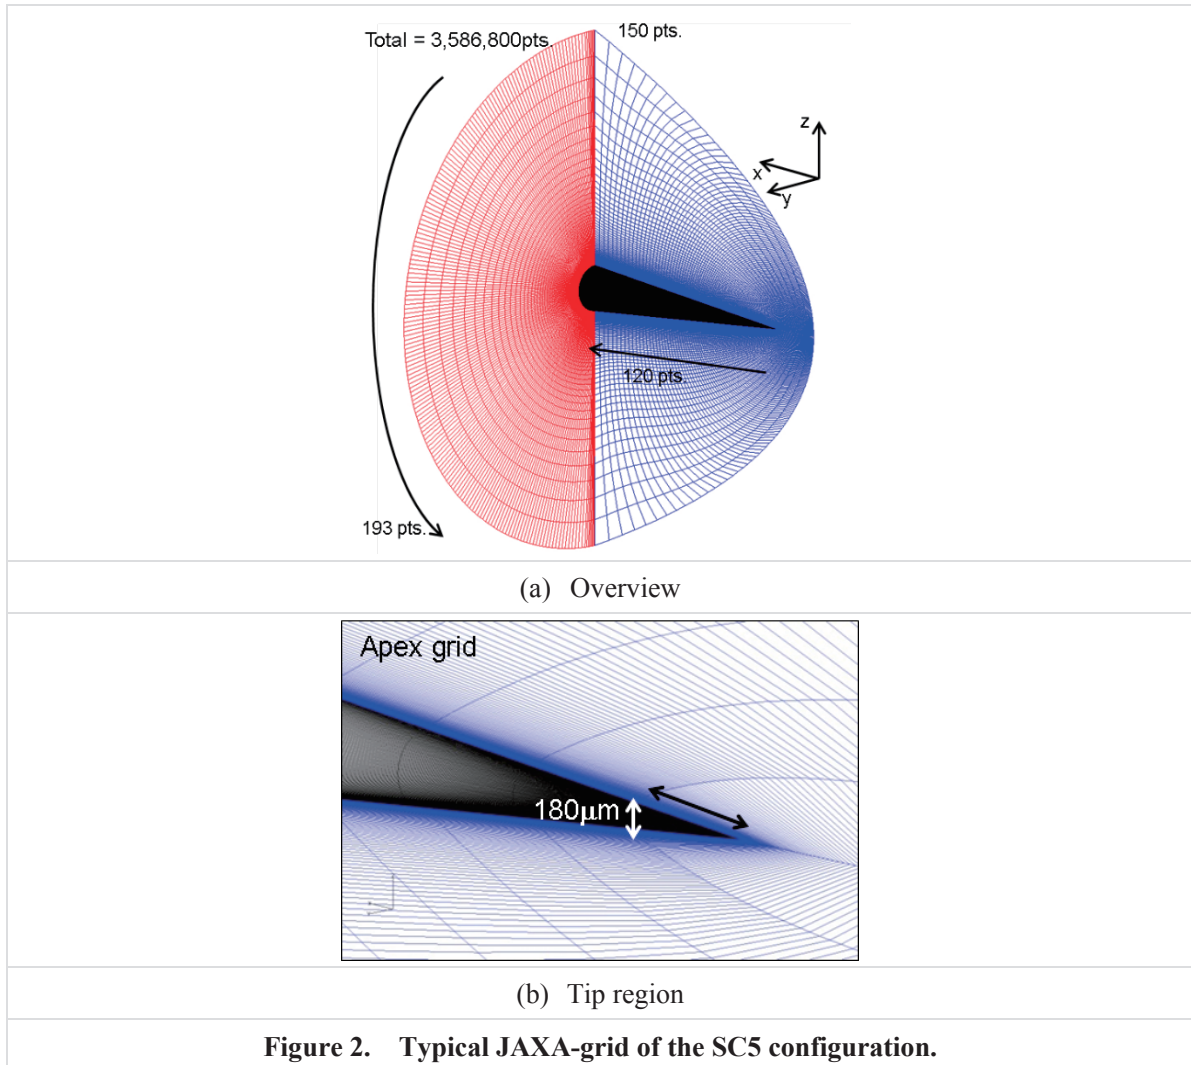 Total = 3,586,800pts.
150 pts.
z
x
y
120 pts.
193 pts.
(a) Overview
Apex grid
180μm
(b) Tip region
Figure 2. Typical JAXA-grid of the SC5 configuration.